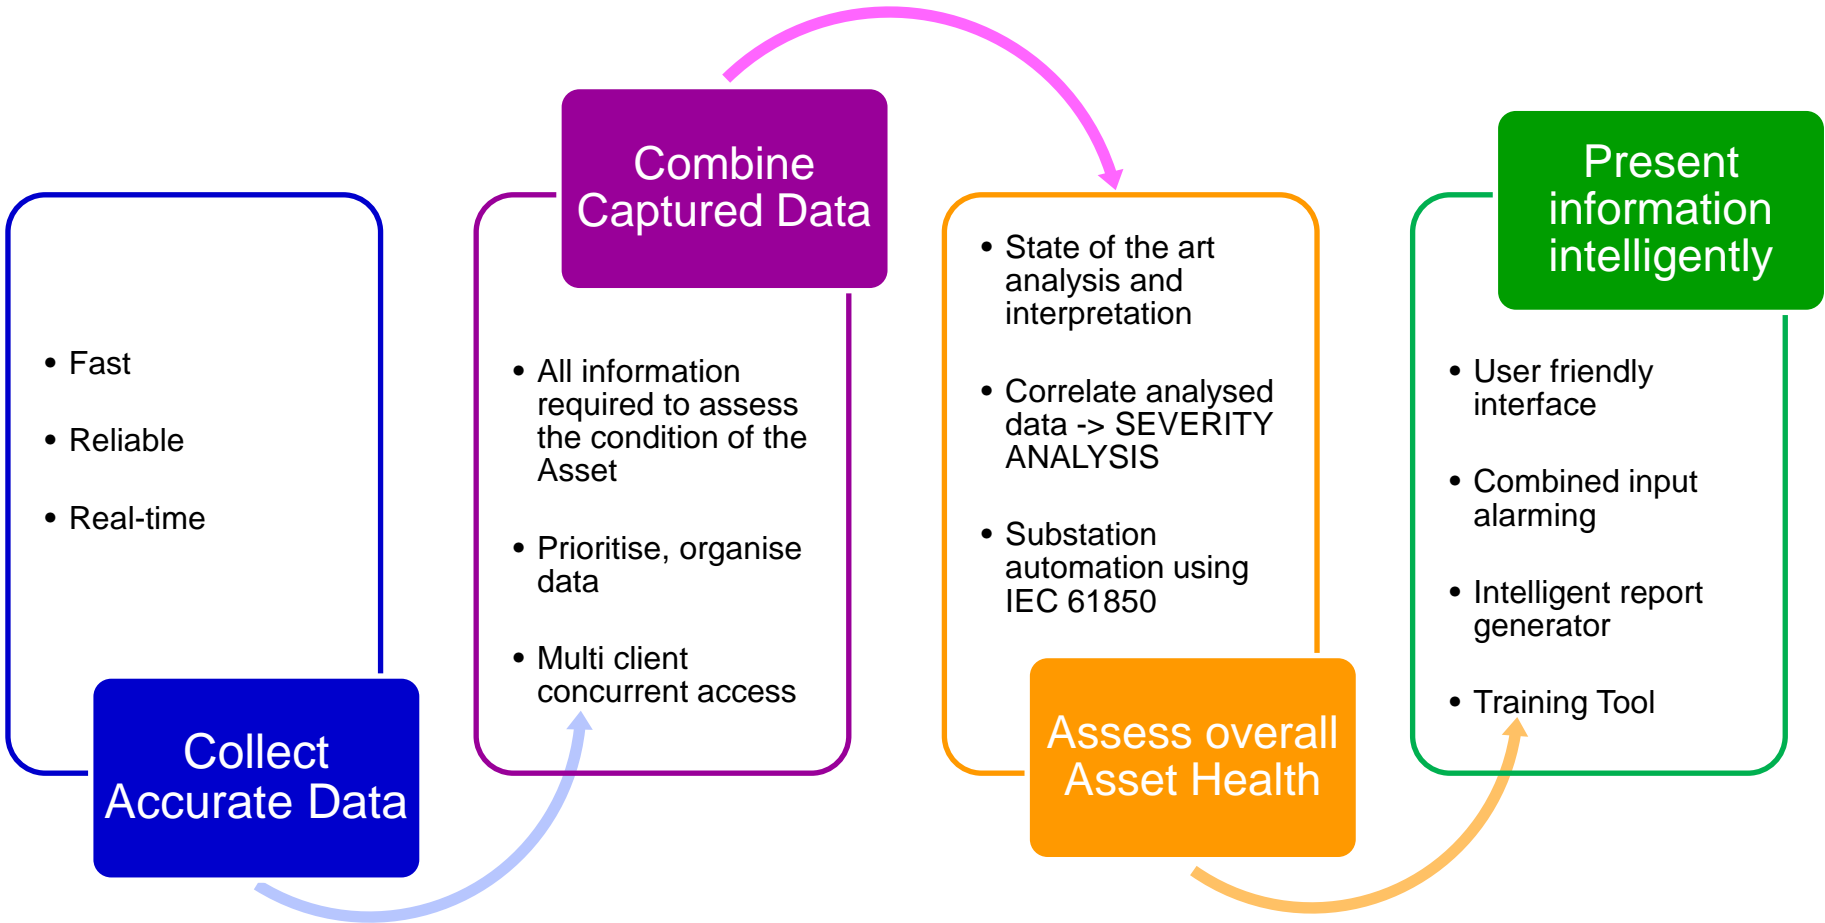 • Fast
• Reliable
• Real-time
Collect
Accurate Data
Combine
Captured Data
• All information
required to assess
the condition of the
Asset
• Prioritise, organise
data
• Multi client
concurrent access
• State of the art
analysis and
interpretation
• Correlate analysed
data -> SEVERITY
ANALYSIS
• Substation
automation using
IEC 61850
Assess overall
Asset Health
Present
information
intelligently
• User friendly
interface
• Combined input
alarming
• Intelligent report
generator
• Training Tool